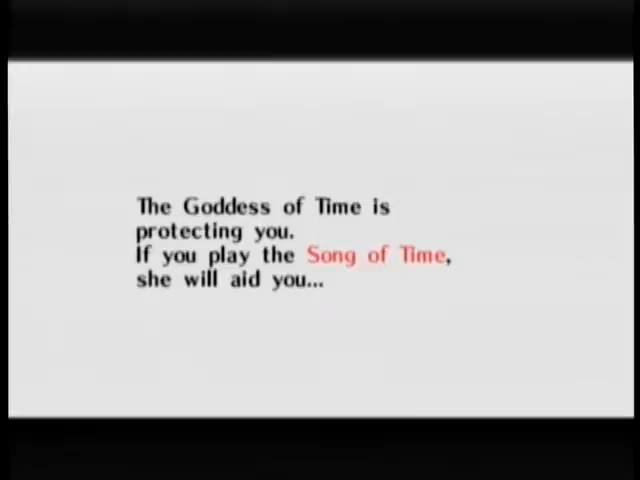 The Goddess of Time is
protecting you.
If you play the Song of Time,
she will aid you...